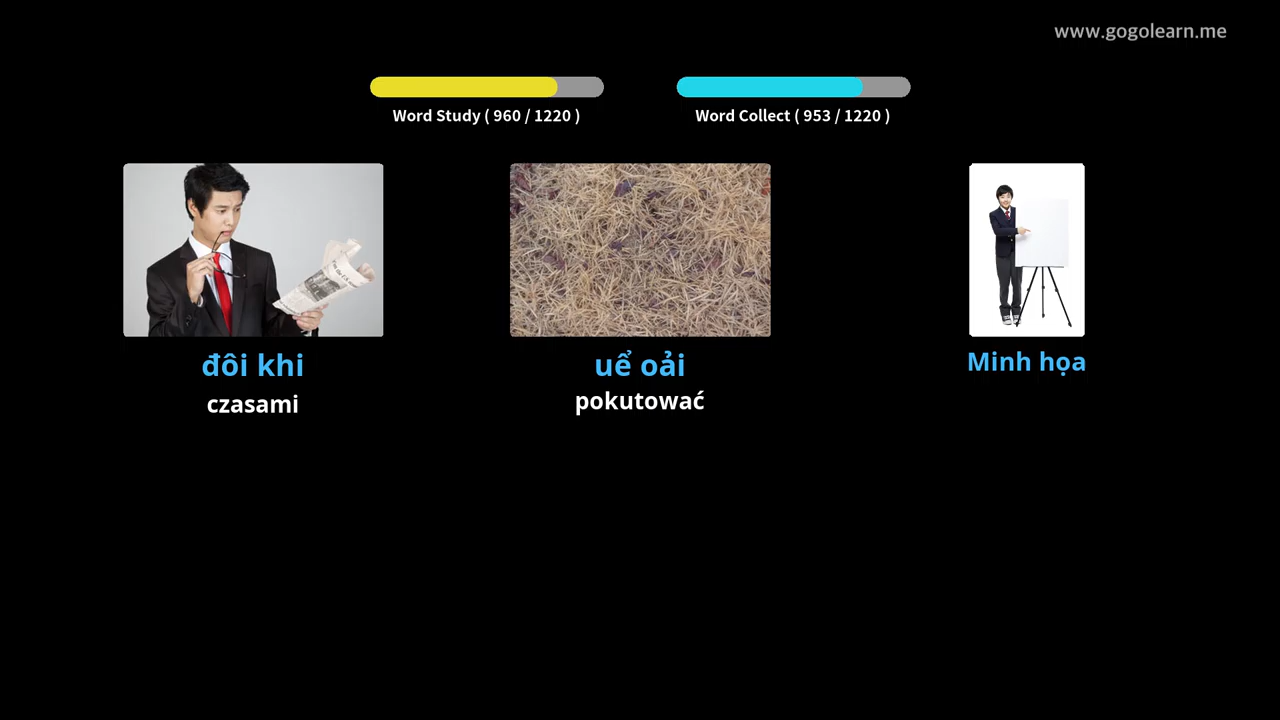 www.gogolearn.me
Word Study ( 960 / 1220 )
Word Collect ( 953 / 1220 )
đôi khi
uể oải
Minh họa
czasami
pokutować